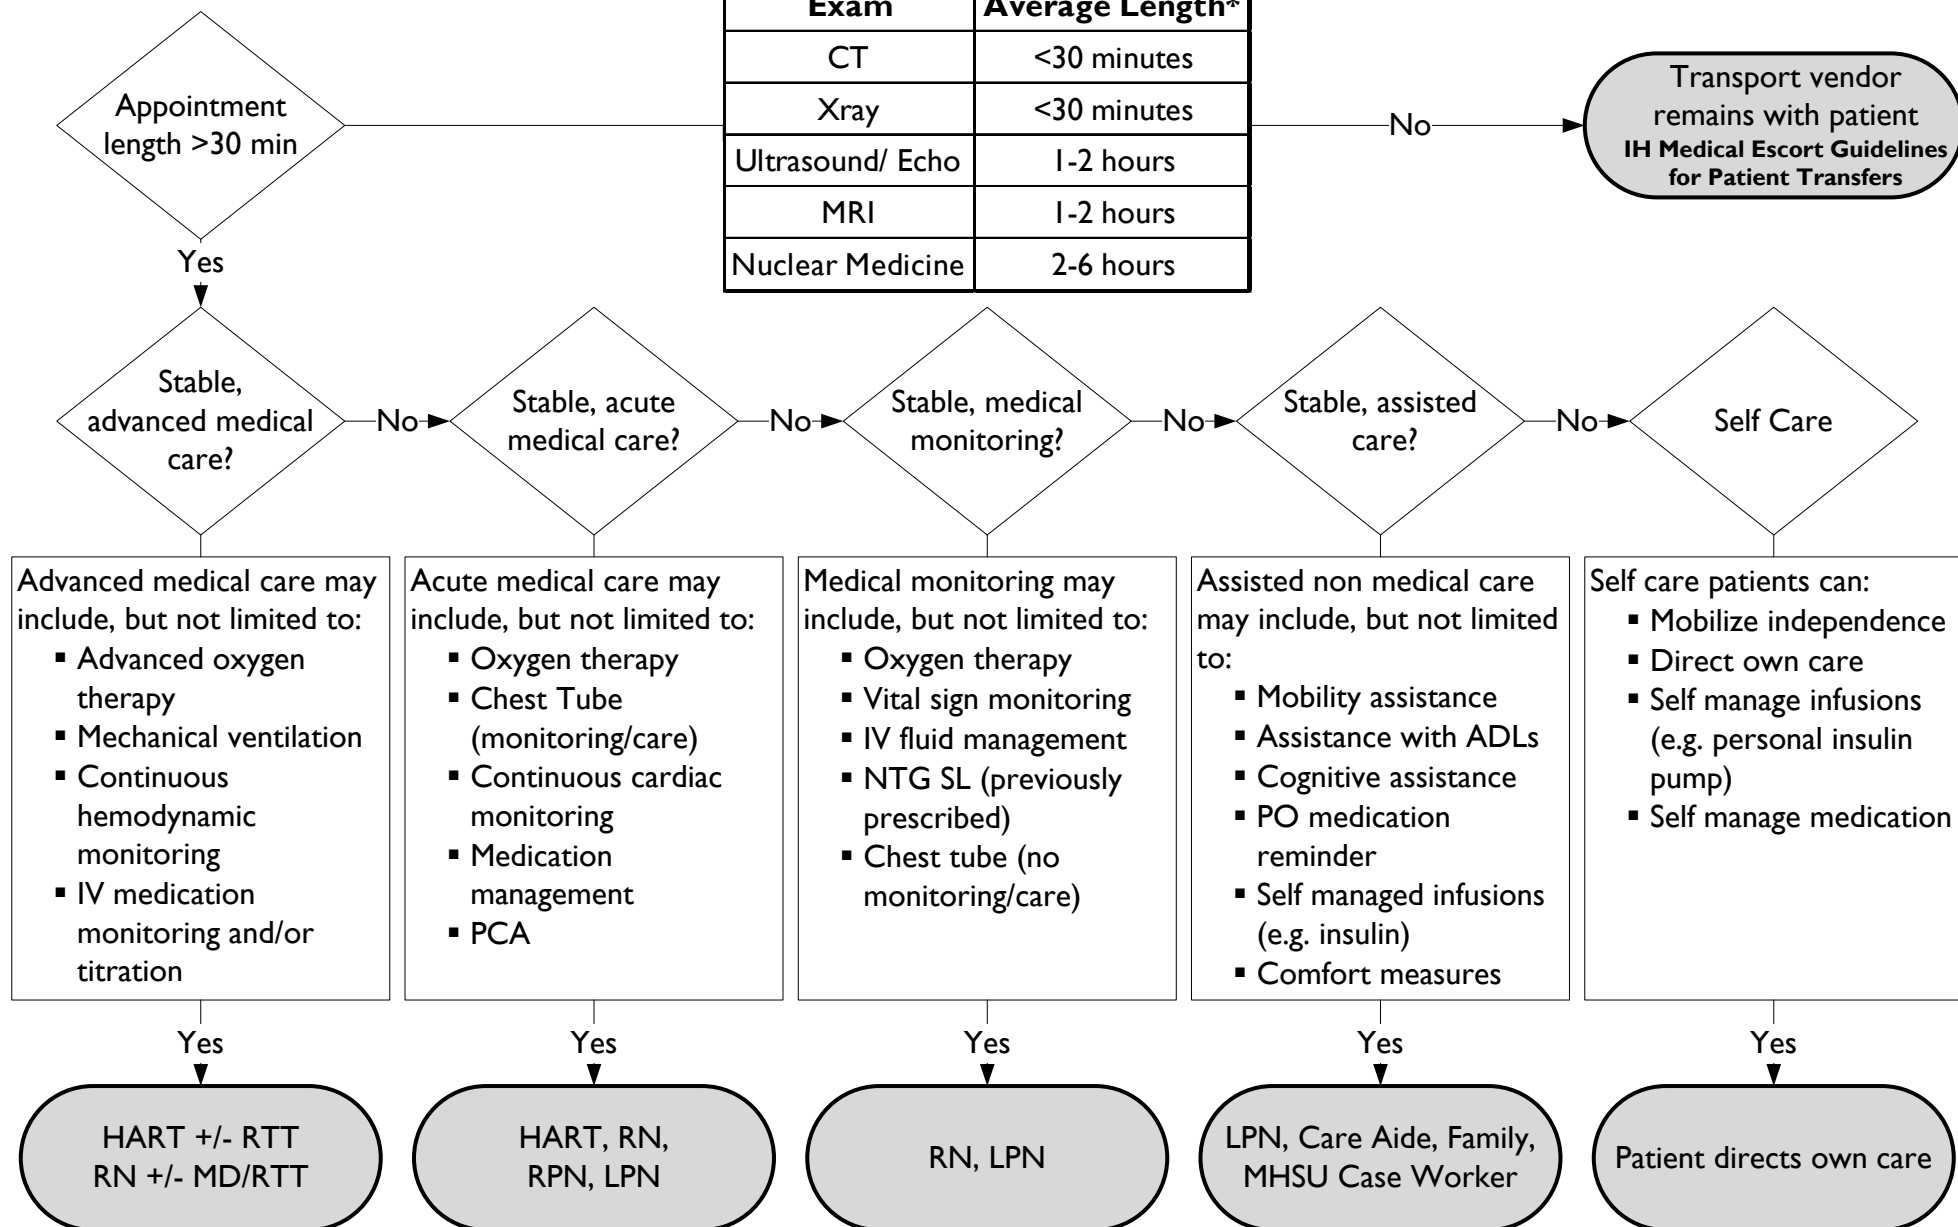 Exam Average Length*
CT <30 minutes
Xray <30 minutes
Ultrasound/ Echo 1-2 hours
MRI 1-2 hours
Nuclear Medicine 2-6 hours
Appointment
length >30 min
No
Transport vendor
remains with patient
IH Medical Escort Guidelines
for Patient Transfers
Yes
Stable,
advanced medical
care?
No
Stable, acute
medical care?
No
Stable, medical
monitoring?
No
Stable, assisted
care?
No
Self Care
Advanced medical care may
include, but not limited to:
▪ Advanced oxygen
therapy
▪ Mechanical ventilation
▪ Continuous
hemodynamic
monitoring
▪ IV medication
monitoring and/or
titration
Acute medical care may
include, but not limited to:
▪ Oxygen therapy
▪ Chest Tube
(monitoring/care)
▪ Continuous cardiac
monitoring
▪ Medication
management
▪ PCA
Medical monitoring may
include, but not limited to:
▪ Oxygen therapy
▪ Vital sign monitoring
▪ IV fluid management
▪ NTG SL (previously
prescribed)
▪ Chest tube (no
monitoring/care)
Assisted non medical care
may include, but not limited
to:
▪ Mobility assistance
▪ Assistance with ADLs
▪ Cognitive assistance
▪ PO medication
reminder
▪ Self managed infusions
(e.g. insulin)
▪ Comfort measures
Self care patients can:
▪ Mobilize independence
▪ Direct own care
▪ Self manage infusions
(e.g. personal insulin
pump)
▪ Self manage medication
Yes
Yes
Yes
Yes
Yes
HART +/- RTT
RN +/- MD/RTT
HART, RN,
RPN, LPN
RN, LPN
LPN, Care Aide, Family,
MHSU Case Worker
Patient directs own care